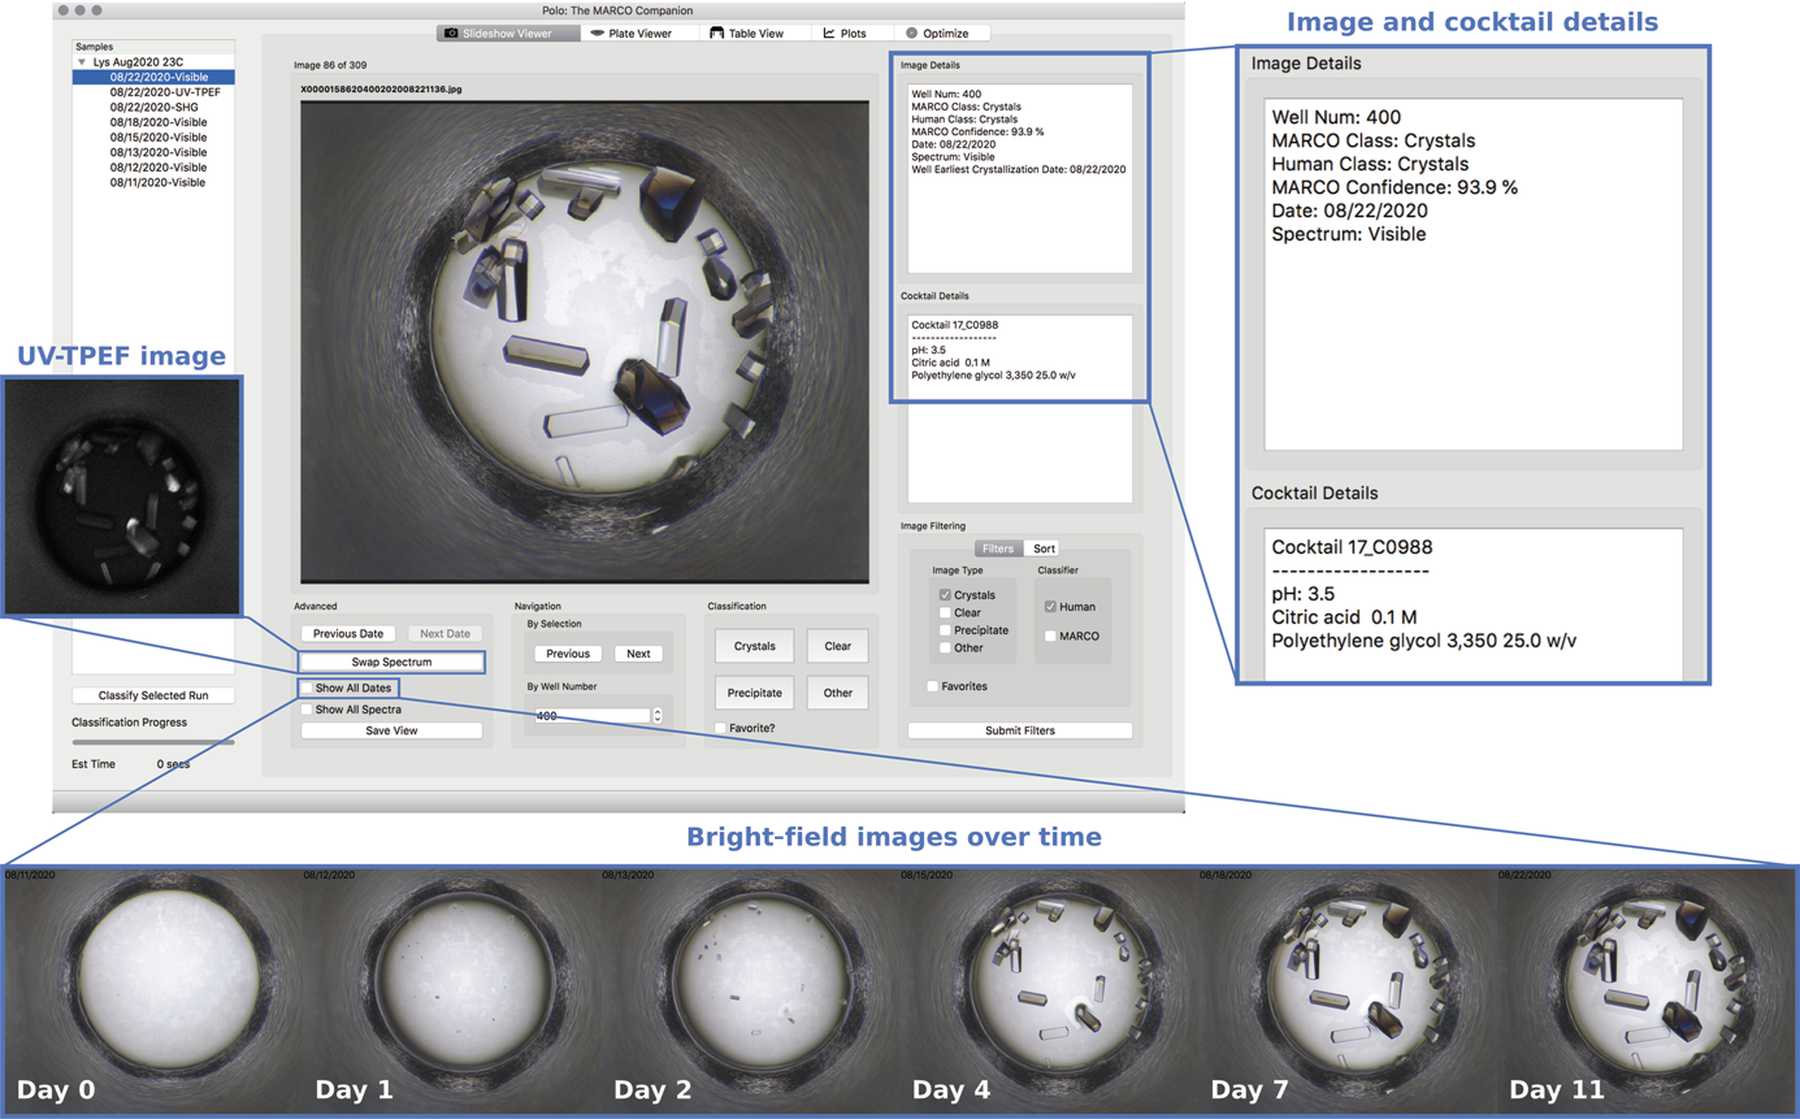 Polo: The MARCO Companion
Image and cocktail details
Slideshow Viewer
Plate Viewer
Table View
Plots
Optimize
Samples
Lys Aug2020 23C
08/22/2020-Visible
08/22/2020-UV-TPEF
08/22/2020-SHG
08/18/2020-Visible
08/15/2020-Visible
08/13/2020-Visible
08/12/2020-Visible
08/11/2020-Visible
Image 86 of 309
X0000158620400202008221136.jpg
Image Details
Well Num: 400
MARCO Class: Crystals
Human Class: Crystals
MARCO Confidence: 93.9 %
Date: 08/22/2020
Spectrum: Visible
Well Earliest Crystallization Date: 08/22/2020
Cocktail Details
Cocktail 17_C0988
------------------
pH: 3.5
Citric acid 0.1 M
Polyethylene glycol 3,350 25.0 w/v
Image Details
Well Num: 400
MARCO Class: Crystals
Human Class: Crystals
MARCO Confidence: 93.9 %
Date: 08/22/2020
Spectrum: Visible
Cocktail Details
Cocktail 17_C0988
------------------
pH: 3.5
Citric acid 0.1 M
Polyethylene glycol 3,350 25.0 w/v
UV-TPEF image
Image Filtering
Filters
Sort
Image Type
Classifier
Crystals
Clear
Precipitate
Other
Human
MARCO
Favorites
Submit Filters
Advanced
Previous Date
Next Date
Swap Spectrum
Show All Dates
Show All Spectra
Save View
Navigation
By Selection
Previous
Next
By Well Number
400
Classification
Crystals
Clear
Precipitate
Other
Favorite?
Classify Selected Run
Classification Progress
Est Time 0 secs
Bright-field images over time
08/11/2020
08/12/2020
08/13/2020
08/15/2020
08/18/2020
08/22/2020
Day 0
Day 1
Day 2
Day 4
Day 7
Day 11